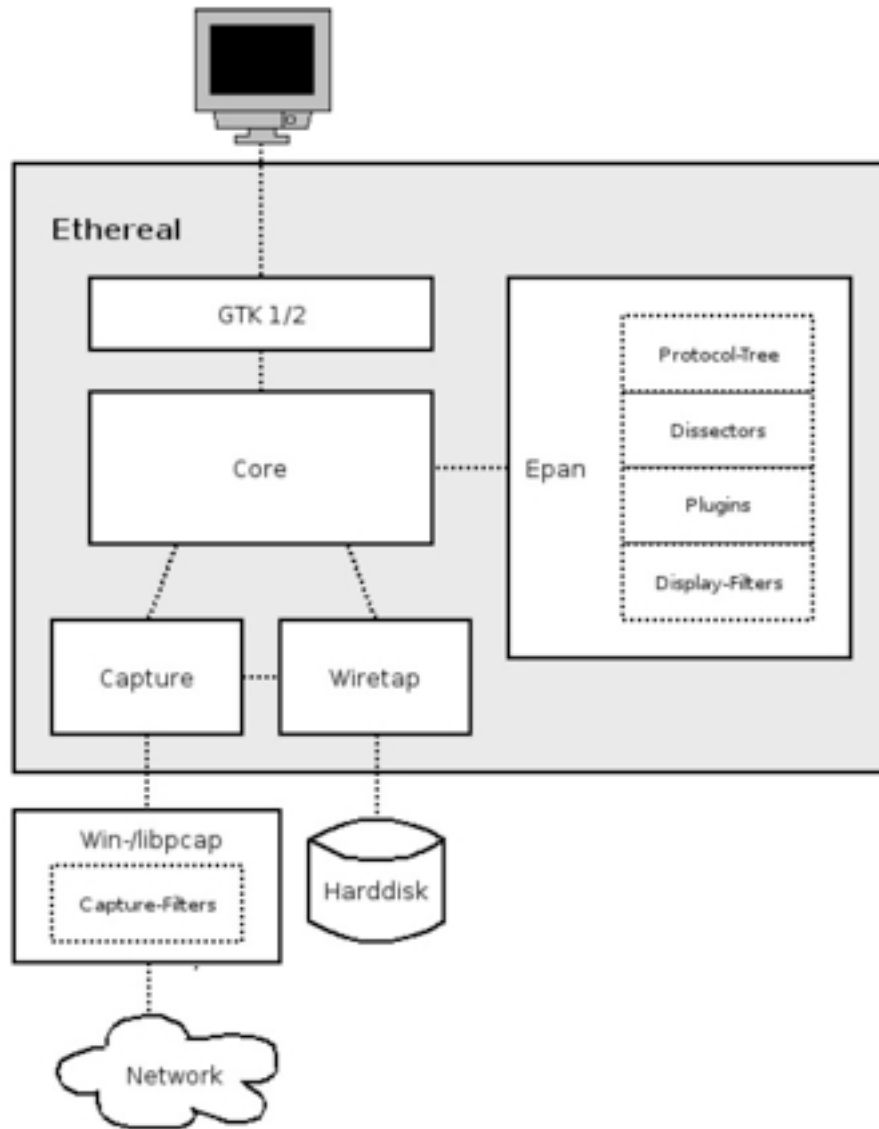 Ethereal
GTK 1/2
Core
Epan
Protocol-Tree
Dissectors
Plugins
Display-Filters
Capture
Wiretap
Win-/libpcap
Capture-Filters
Harddisk
Network